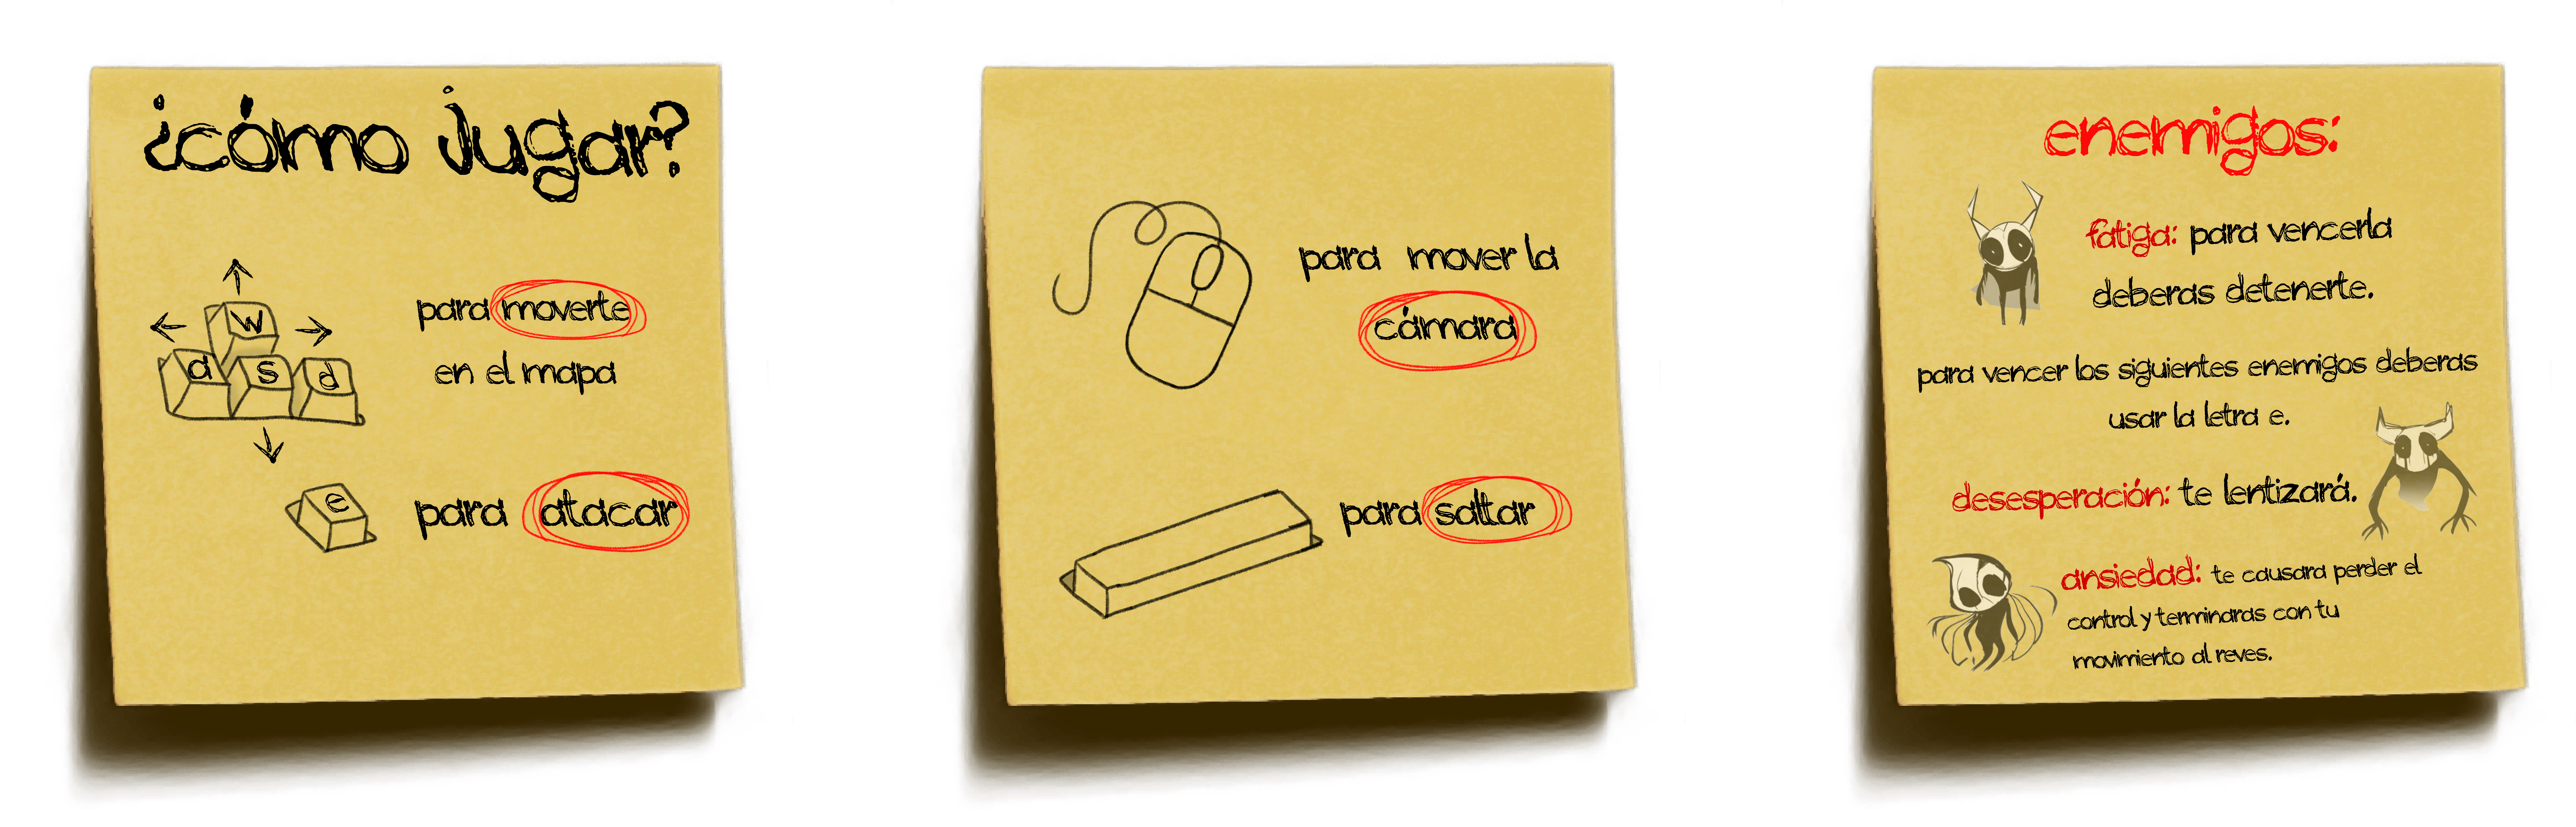 ¿cómo jugar?
w
a s d
para moverte
en el mapa
e
para atacar
para mover la
cámara
para saltar
enemigos:
fatiga: para vencerla
deberas detenerte.
para vencer los siguientes enemigos deberas
usar la letra e.
desesperación: te lentizará.
ansiedad: te causara perder el
control y terminaras con tu
movimiento al reves.